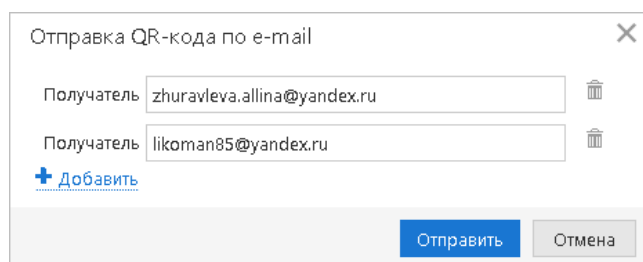 Отправка QR-кода по e-mail
Получатель zhuravleva.allina@yandex.ru
Получатель likoman85@yandex.ru
Добавить
Отправить Отмена